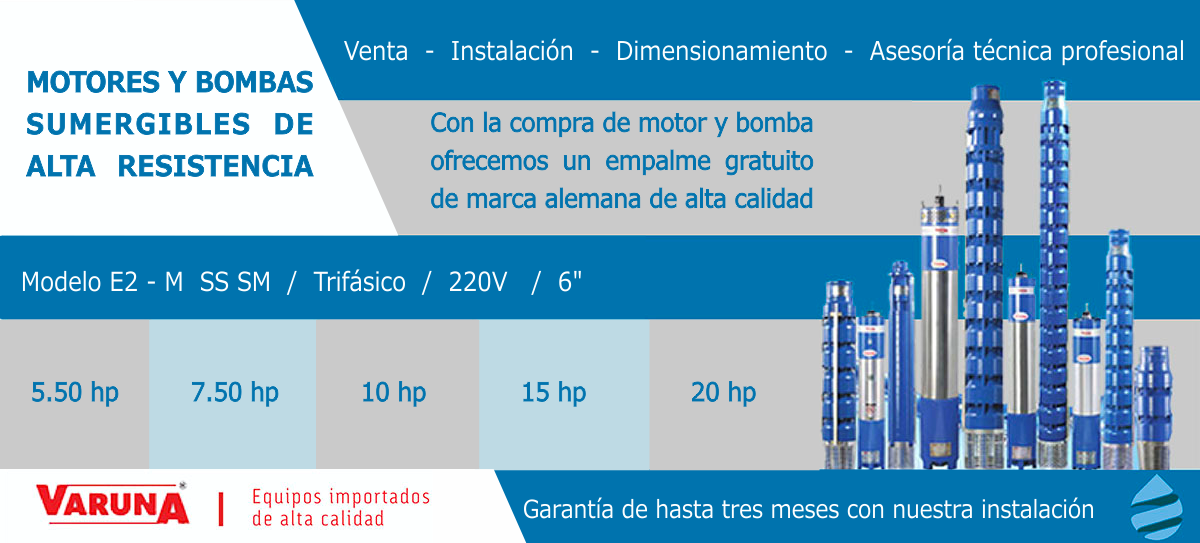 Venta - Instalación - Dimensionamiento - Asesoría técnica profesional
MOTORES Y BOMBAS
SUMERGIBLES DE
ALTA RESISTENCIA
Con la compra de motor y bomba
ofrecemos un empalme gratuito
de marca alemana de alta calidad
Modelo E2 - M SS SM / Trifásico / 220V / 6"
5.50 hp
7.50 hp
10 hp
15 hp
20 hp
VARUNA®
Equipos importados
de alta calidad
Garantía de hasta tres meses con nuestra instalación